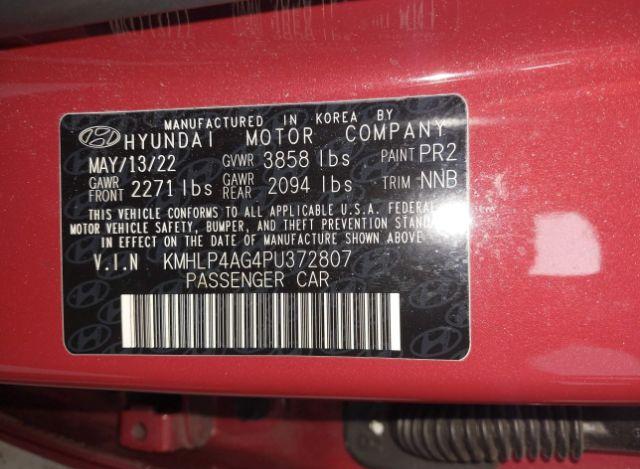 MANUFACTURED IN KOREA BY
HYUNDAI MOTOR COMPANY
MAY/13/22 GVWR 3858 lbs PAINT PR2
GAWR FRONT 2271 lbs GAWR REAR 2094 lbs TRIM NNB
THIS VEHICLE CONFORMS TO ALL APPLICABLE U.S.A. FEDERAL
MOTOR VEHICLE SAFETY, BUMPER, AND THEFT PREVENTION STANDARDS
IN EFFECT ON THE DATE OF MANUFACTURE SHOWN ABOVE
V.I.N KMHLP4AG4PU372807
PASSENGER CAR